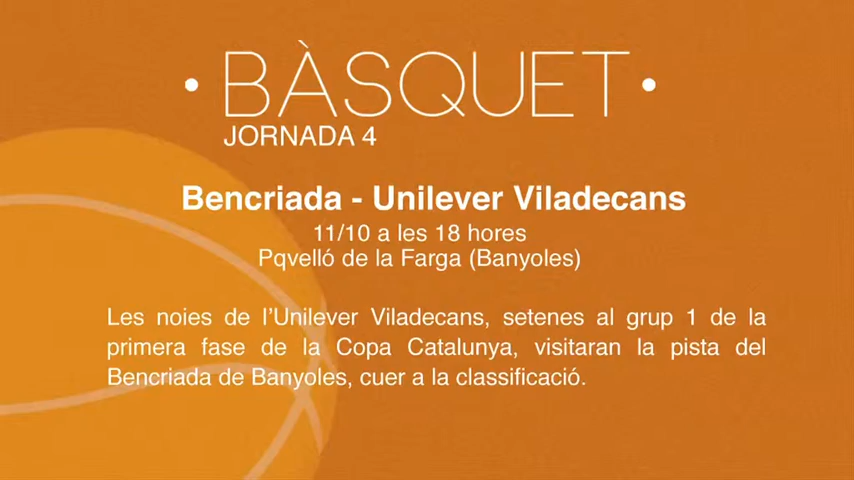 • BÀSQUET •
JORNADA 4
Bencriada - Unilever Viladecans
11/10 a les 18 hores
Pqvelló de la Farga (Banyoles)
Les noies de l’Unilever Viladecans, setenes al grup 1 de la
primera fase de la Copa Catalunya, visitaran la pista del
Bencriada de Banyoles, cuer a la classificació.